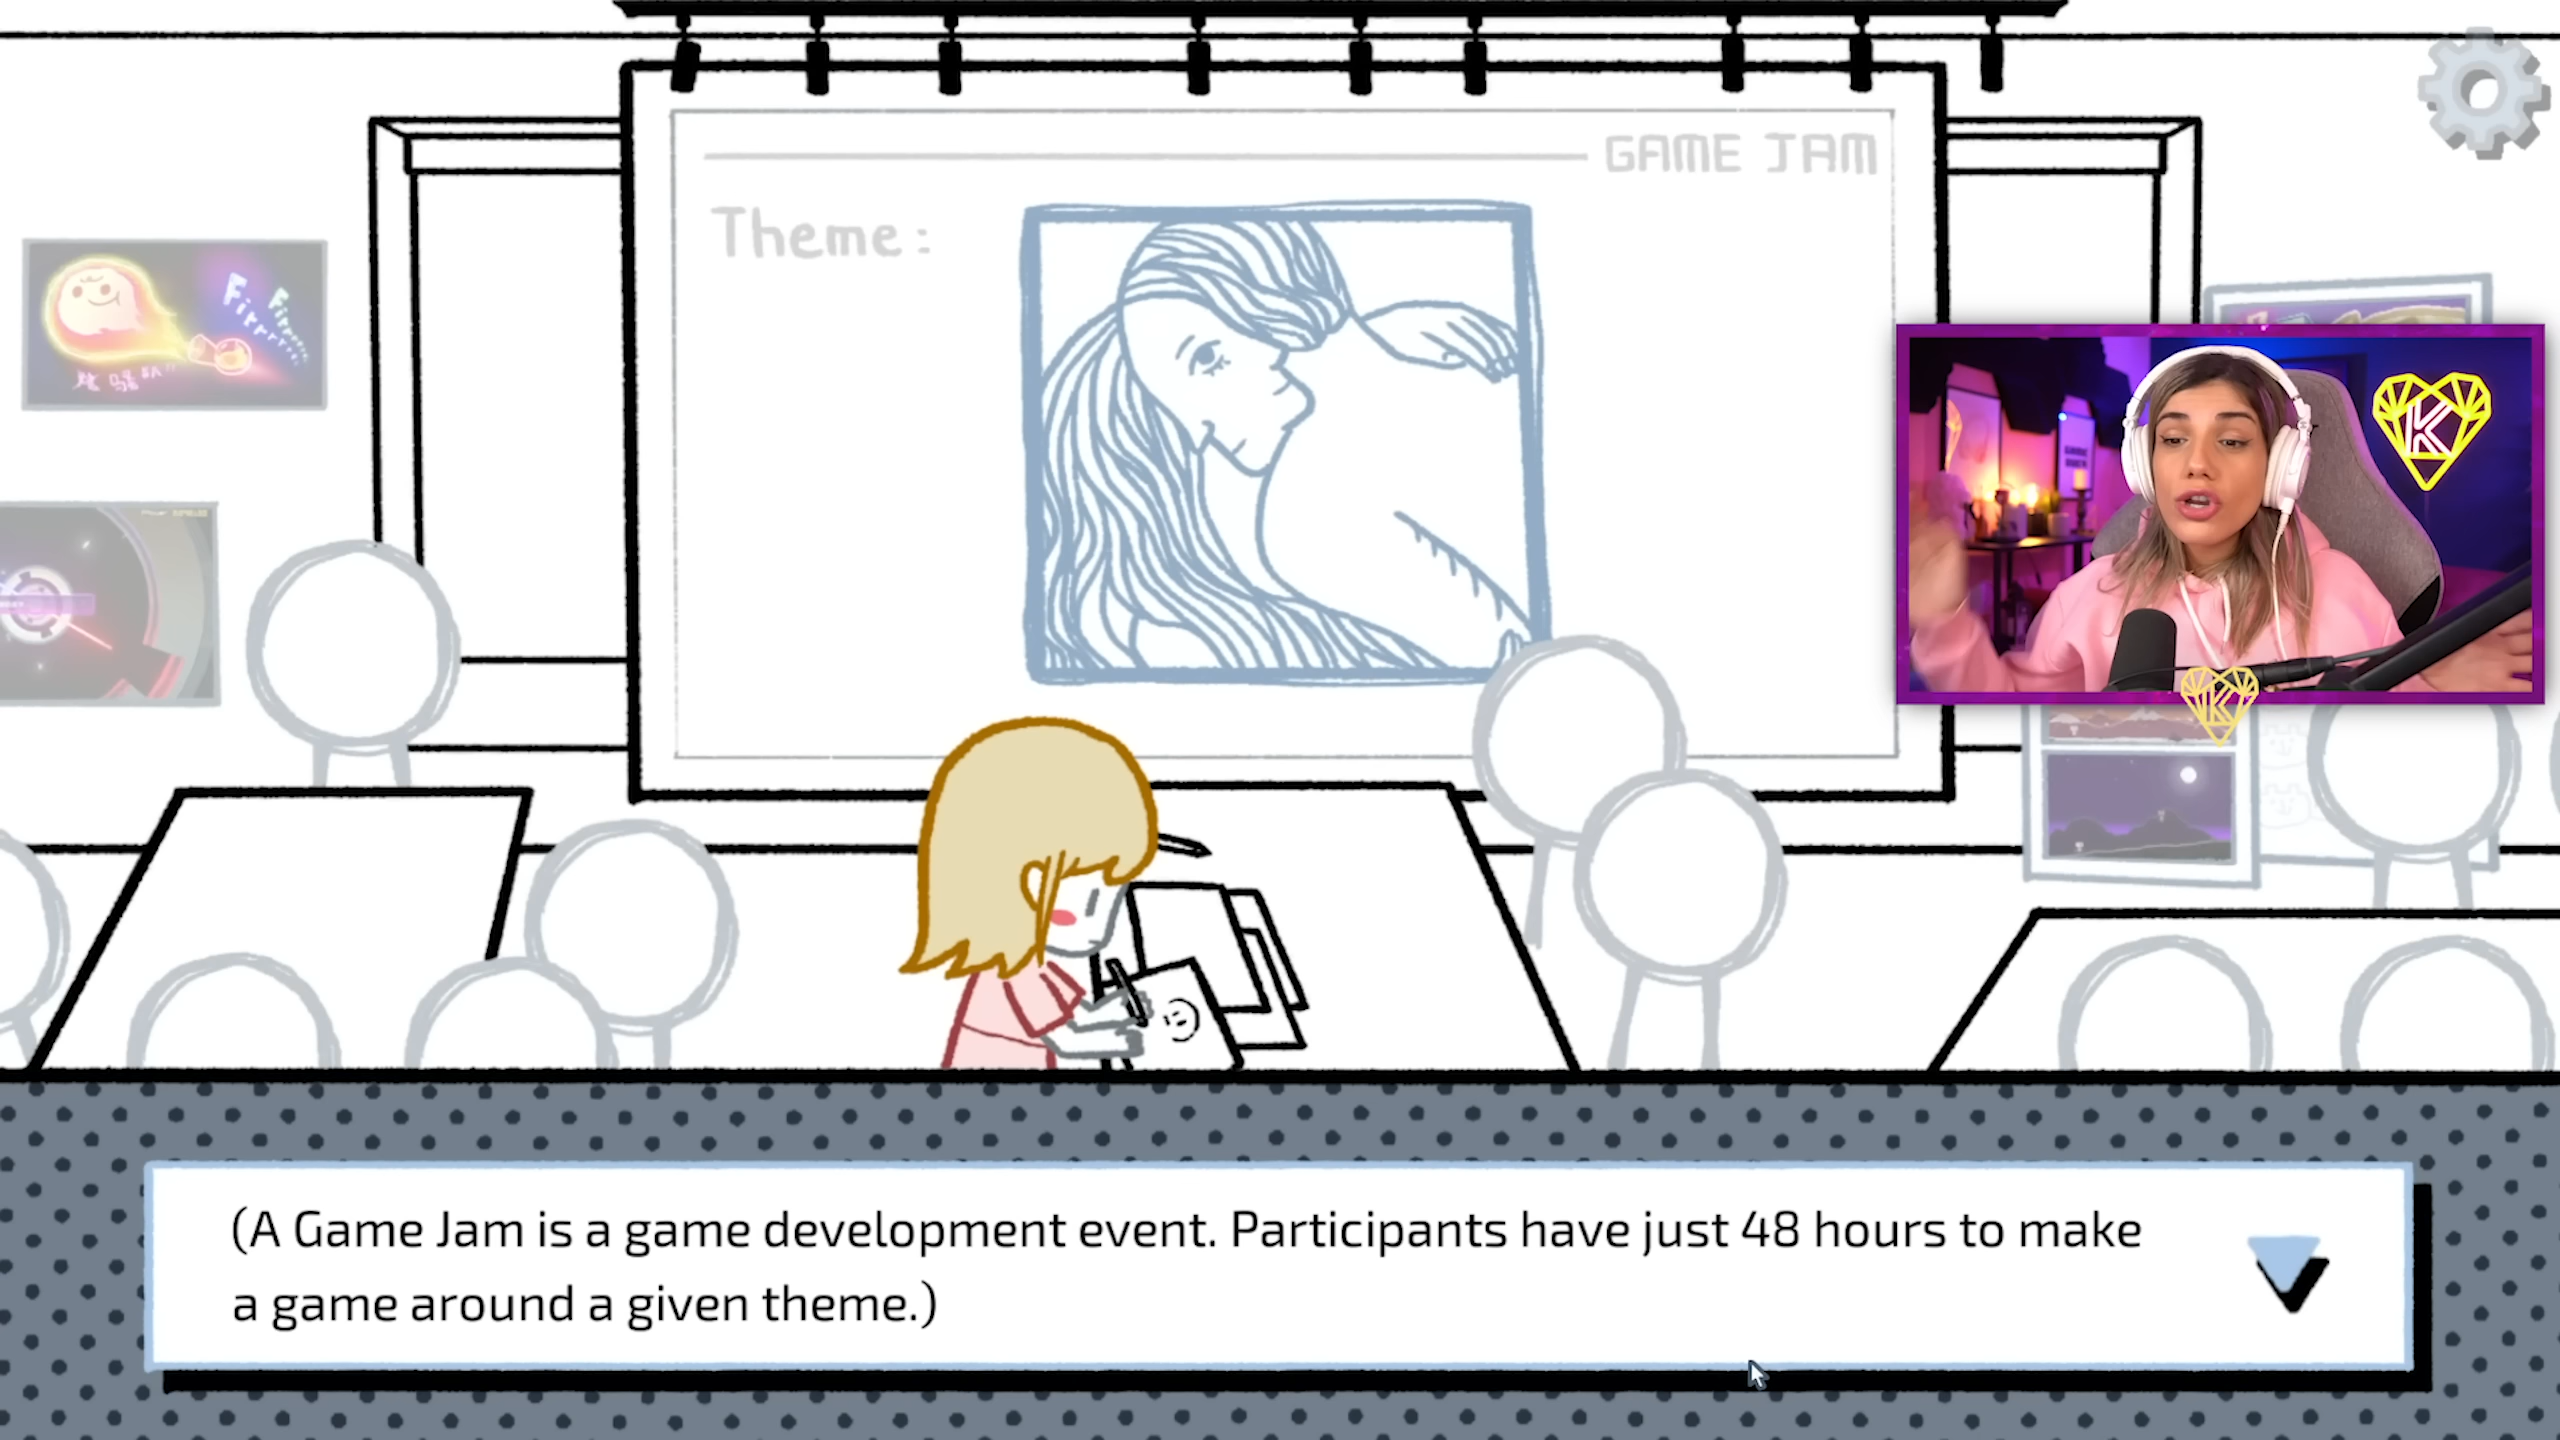 GAME JAM
Theme:
Firrrrr
(A Game Jam is a game development event. Participants have just 48 hours to make
a game around a given theme.)
K
K